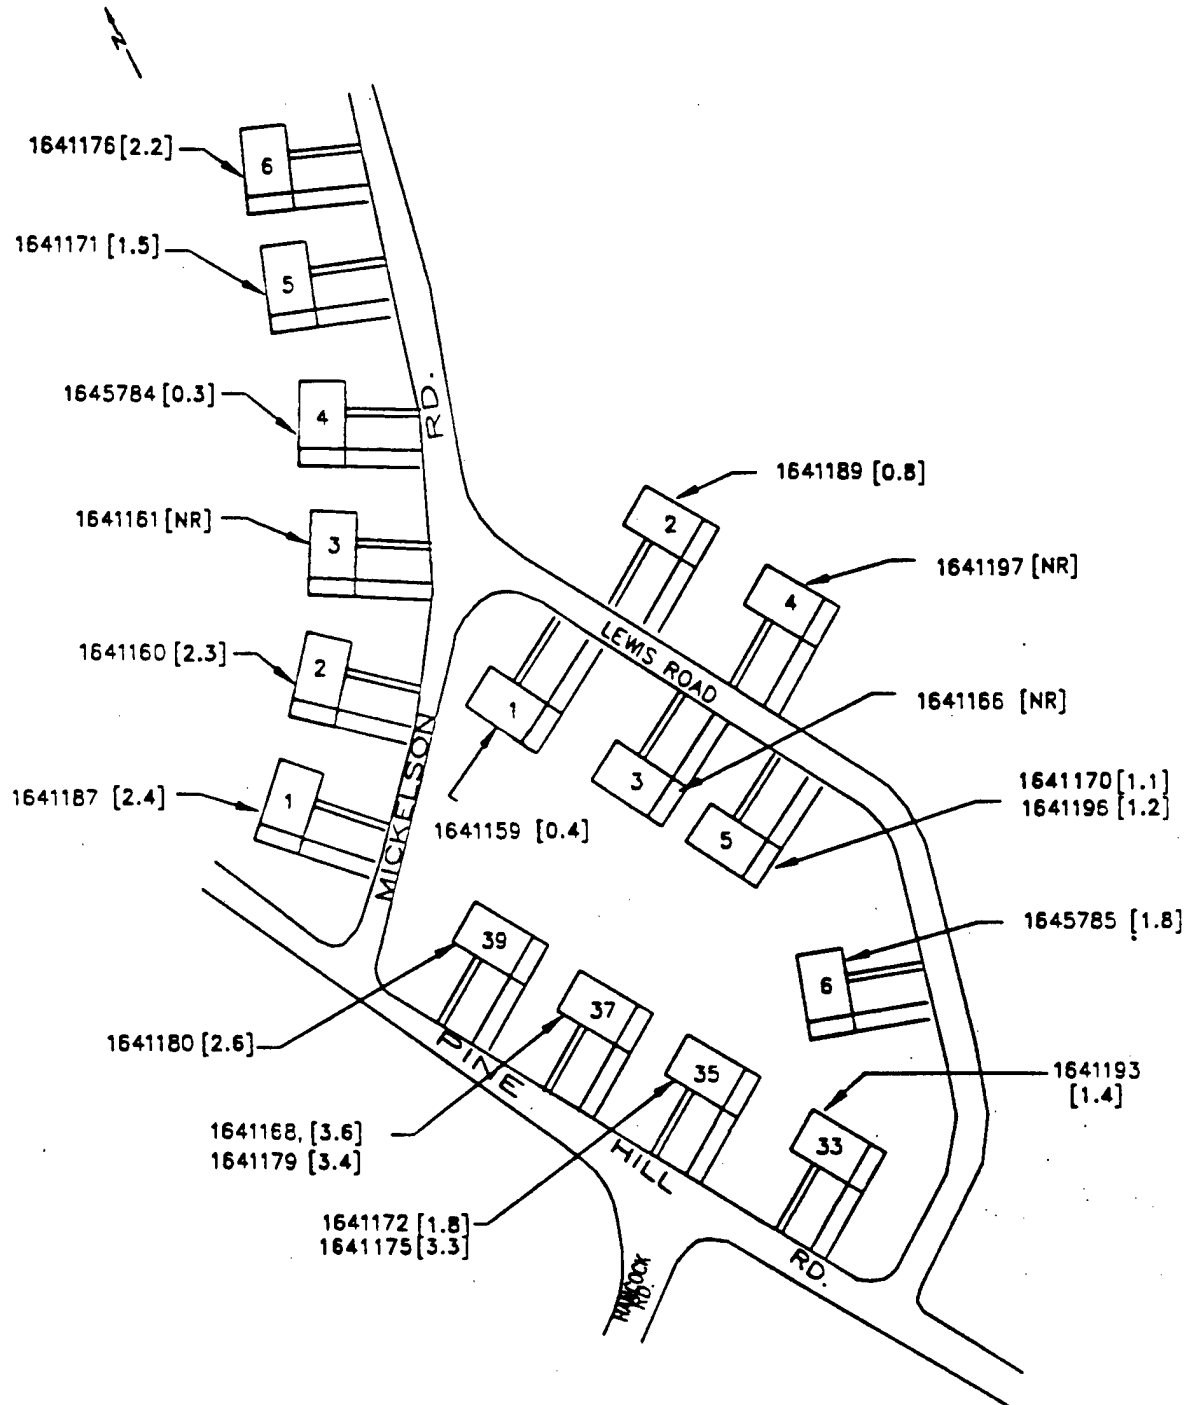 N
1641176 [2.2]
6
1641171 [1.5]
5
1645784 [0.3]
4
RD.
1641189 [0.8]
2
1641161 [NR]
3
1641197 [NR]
4
1641160 [2.3]
2
LEWIS ROAD
1
1641166 [NR]
3
1641187 [2.4]
1
MICKELSON
1641159 [0.4]
5
1641170 [1.1]
1641196 [1.2]
1645785 [1.8]
6
39
37
1641180 [2.6]
PINE
35
1641193
[1.4]
1641168, [3.6]
1641179 [3.4]
HILL
33
1641172 [1.8]
1641175 [3.3]
RD.
HANCOCK
RD.